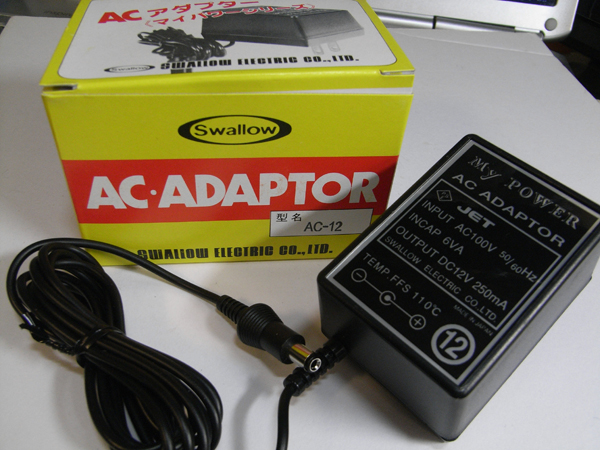 AC アダプター
(マイパワーシリーズ)
SWALLOW ELECTRIC CO.,LTD.
Swallow
AC·ADAPTOR
型名
AC-12
SWALLOW ELECTRIC CO.,LTD.
My POWER
AC ADAPTOR
JET
INPUT AC100V 50/60Hz
INCAP 6VA
OUTPUT DC12V 250mA
SWALLOW ELECTRIC CO.,LTD.
MADE IN JAPAN
TEMP. FFS 110℃
12